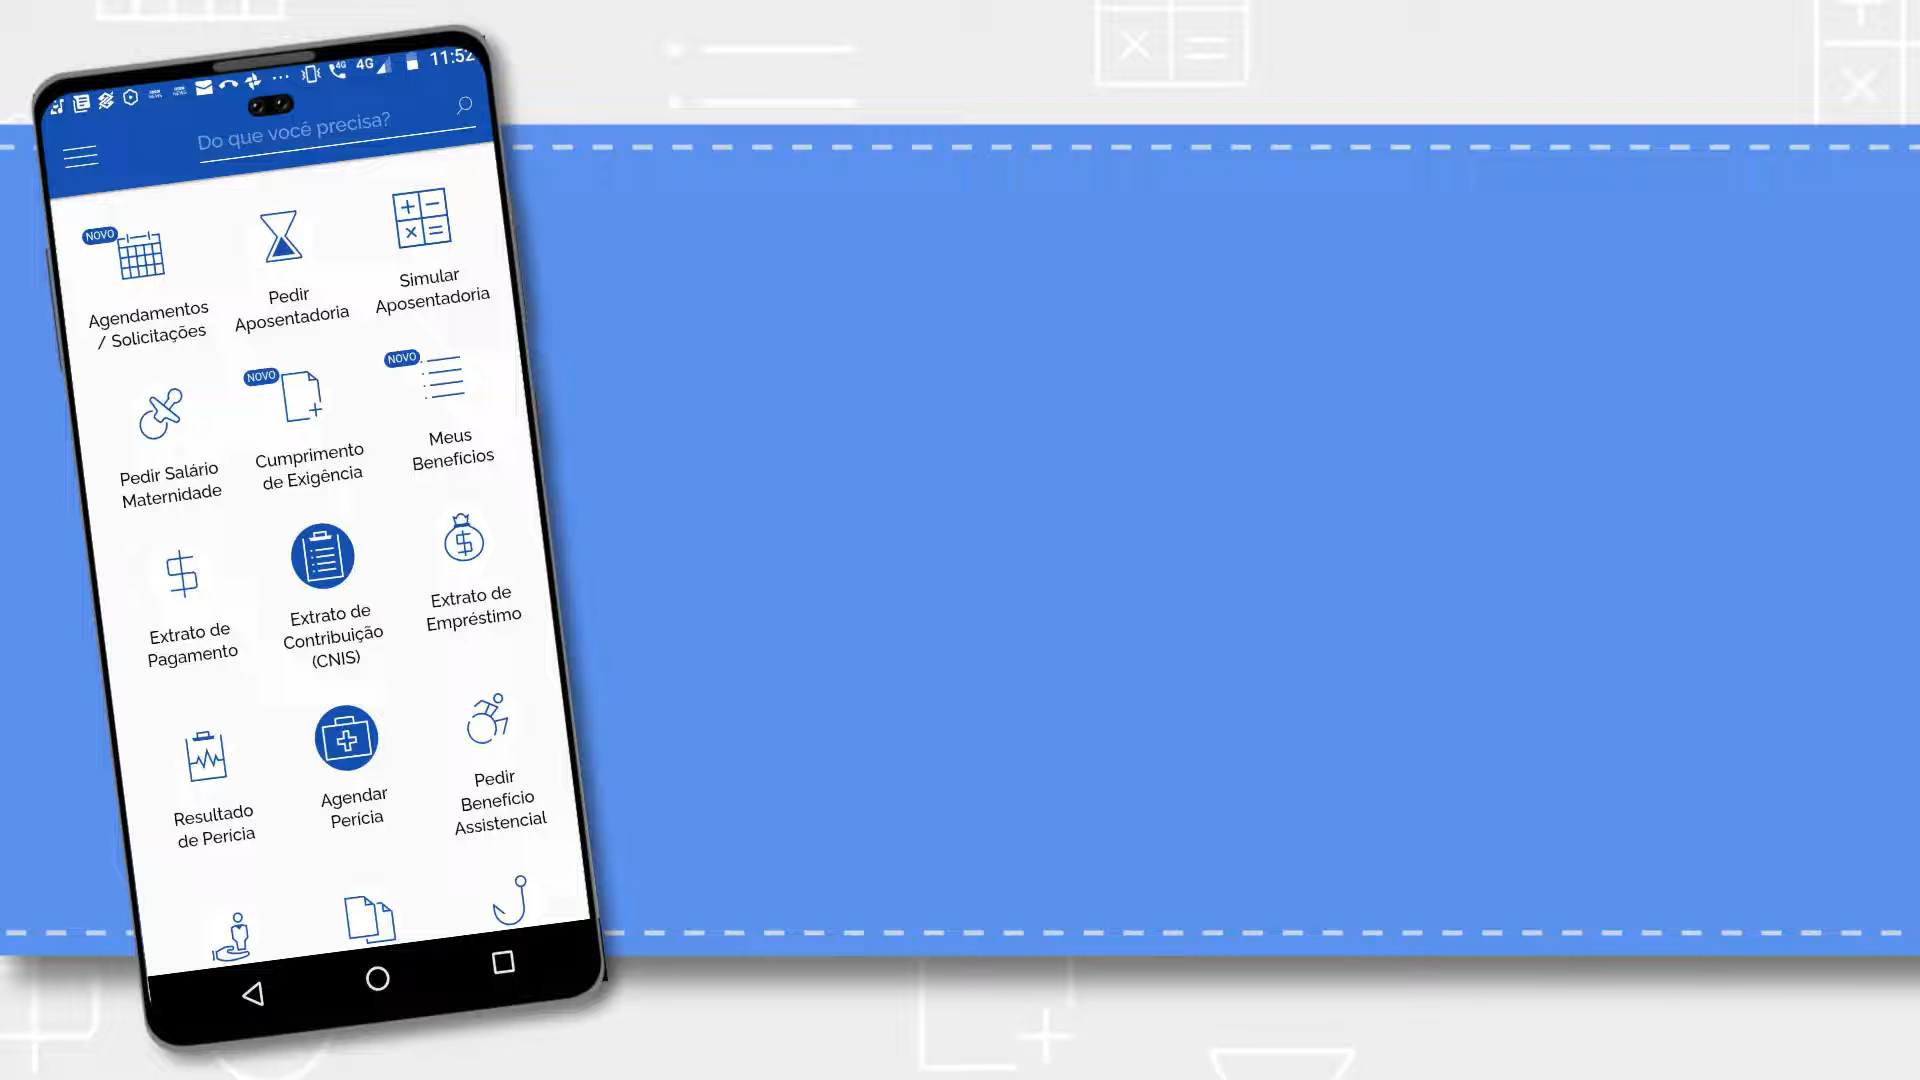 4G
4G
11:52
Do que você precisa?
NOVO
Agendamentos
/ Solicitações
Pedir
Aposentadoria
Simular
Aposentadoria
Pedir Salário
Maternidade
NOVO
Cumprimento
de Exigência
NOVO
Meus
Benefícios
Extrato de
Pagamento
Extrato de
Contribuição
(CNIS)
Extrato de
Empréstimo
Resultado
de Perícia
Agendar
Perícia
Pedir
Benefício
Assistencial